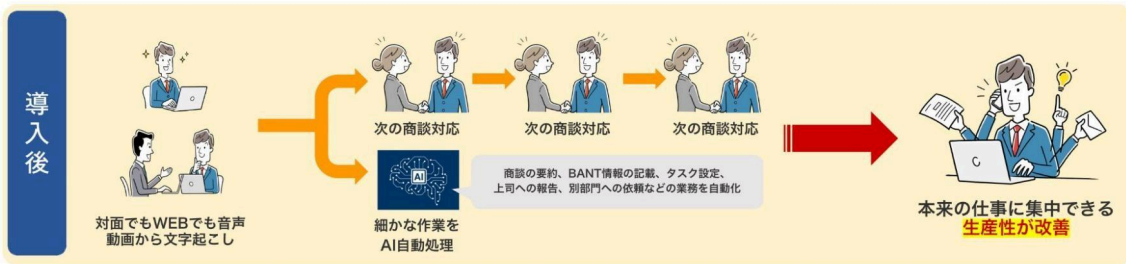 導入後
対面でもWEBでも音声
動画から文字起こし
次の商談対応
次の商談対応
次の商談対応
AI
細かな作業を
AI自動処理
商談の要約、BANT情報の記載、タスク設定、
上司への報告、別部門への依頼などの業務を自動化
本来の仕事に集中できる
生産性が改善